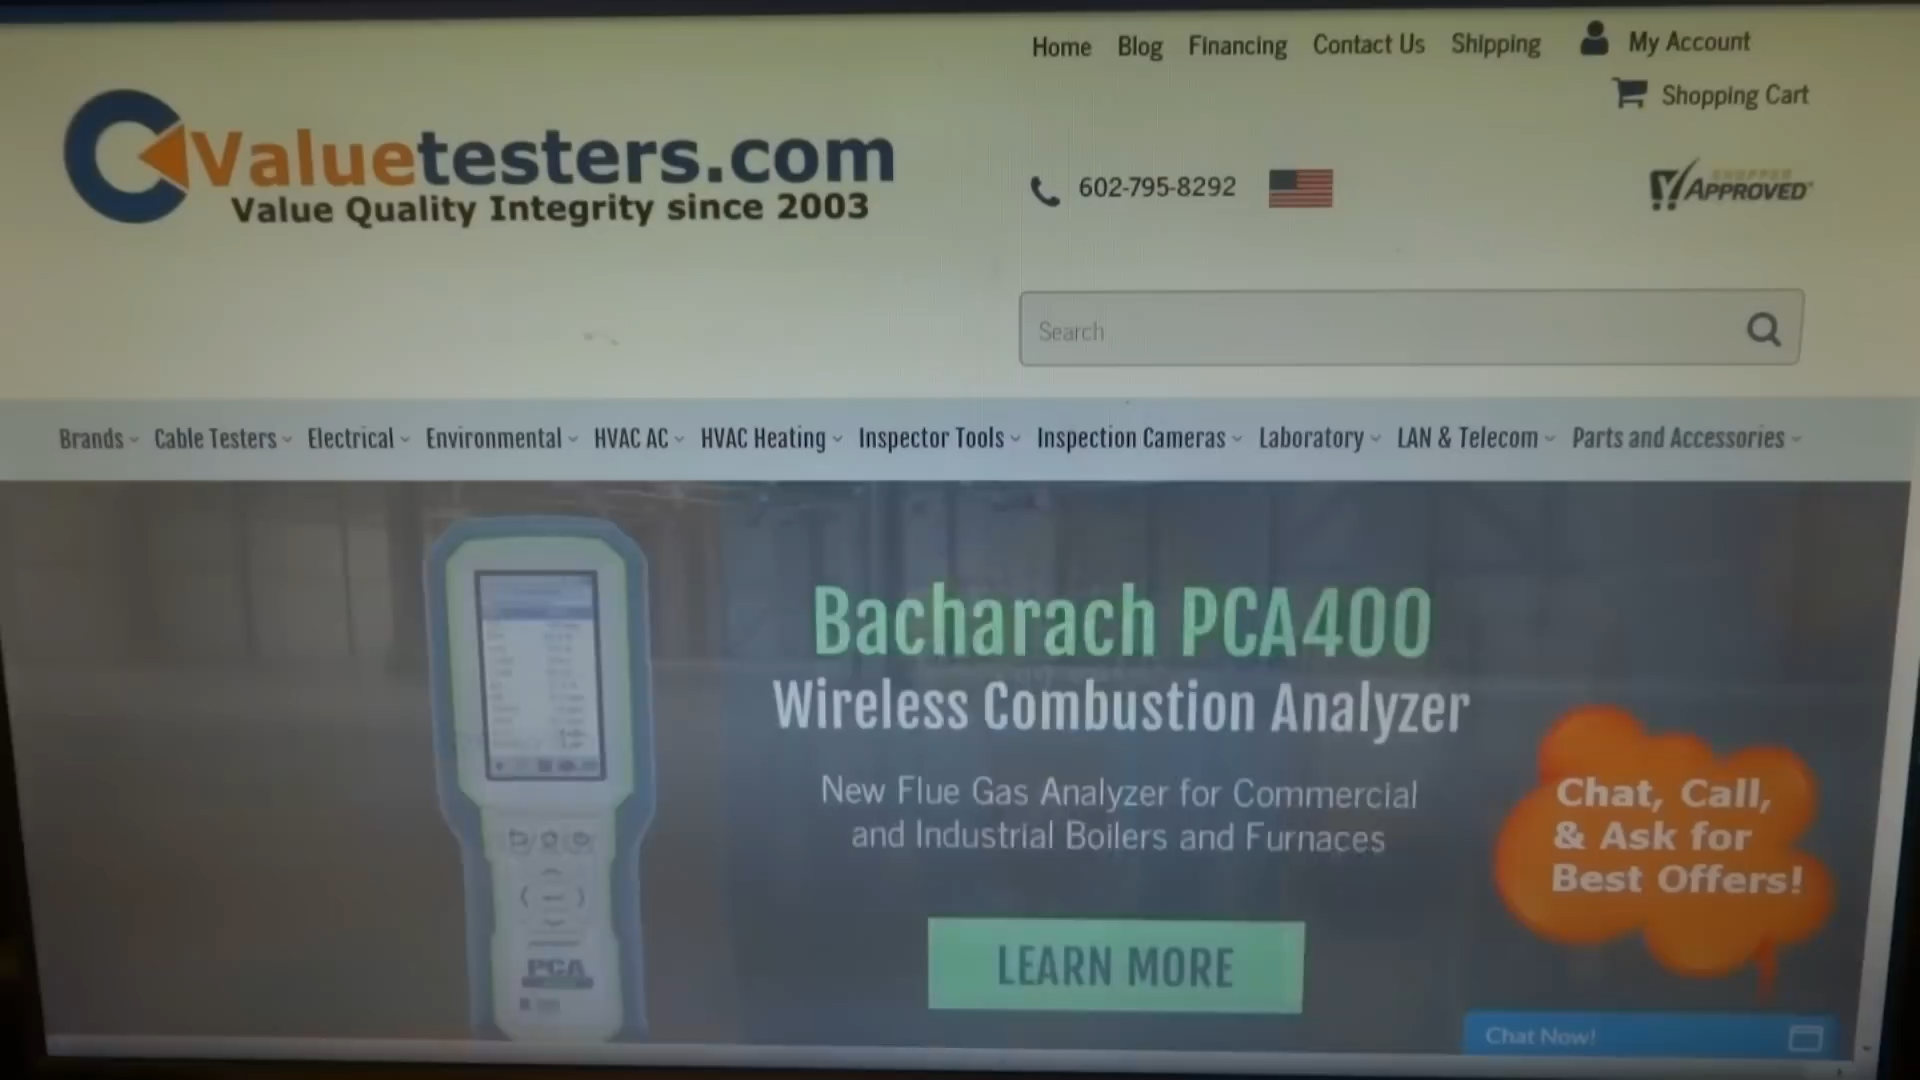 Home Blog Financing Contact Us Shipping My Account
Shopping Cart
Valuetesters.com
Value Quality Integrity since 2003
602-795-8292
SHOPPER
APPROVED
Search
Brands Cable Testers Electrical Environmental HVAC AC HVAC Heating Inspector Tools Inspection Cameras Laboratory LAN & Telecom Parts and Accessories
Bacharach PCA400
Wireless Combustion Analyzer
New Flue Gas Analyzer for Commercial
and Industrial Boilers and Furnaces
LEARN MORE
PCA
Chat, Call,
& Ask for
Best Offers!
Chat Now!